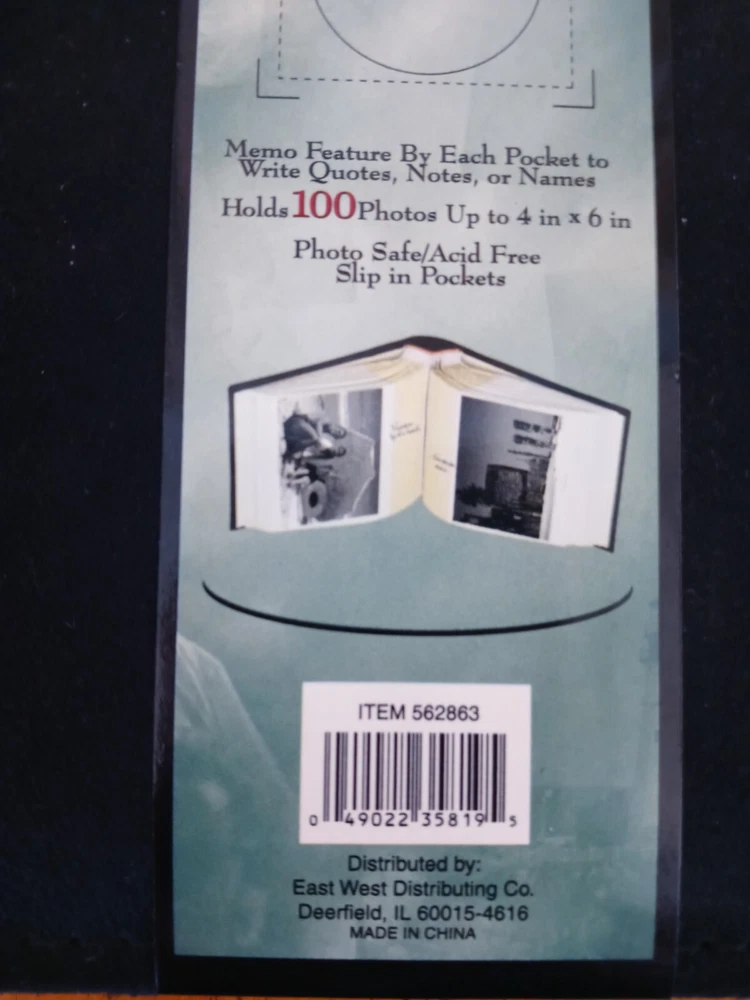 Memo Feature By Each Pocket to
Write Quotes, Notes, or Names
Holds 100 Photos Up to 4 in x 6 in
Photo Safe/Acid Free
Slip in Pockets
ITEM 562863
0 49022 35819 5
Distributed by:
East West Distributing Co.
Deerfield, IL 60015-4616
MADE IN CHINA